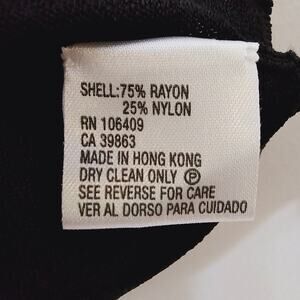 SHELL:75% RAYON
25% NYLON
RN 106409
CA 39863
MADE IN HONG KONG
DRY CLEAN ONLY Ⓟ
SEE REVERSE FOR CARE
VER AL DORSO PARA CUIDADO